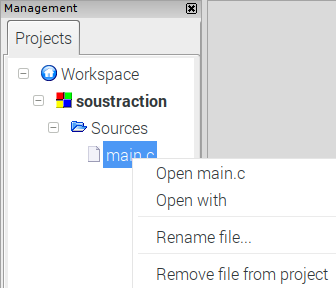 Management
Projects
Workspace
soustraction
Sources
main.c
Open main.c
Open with
Rename file...
Remove file from project